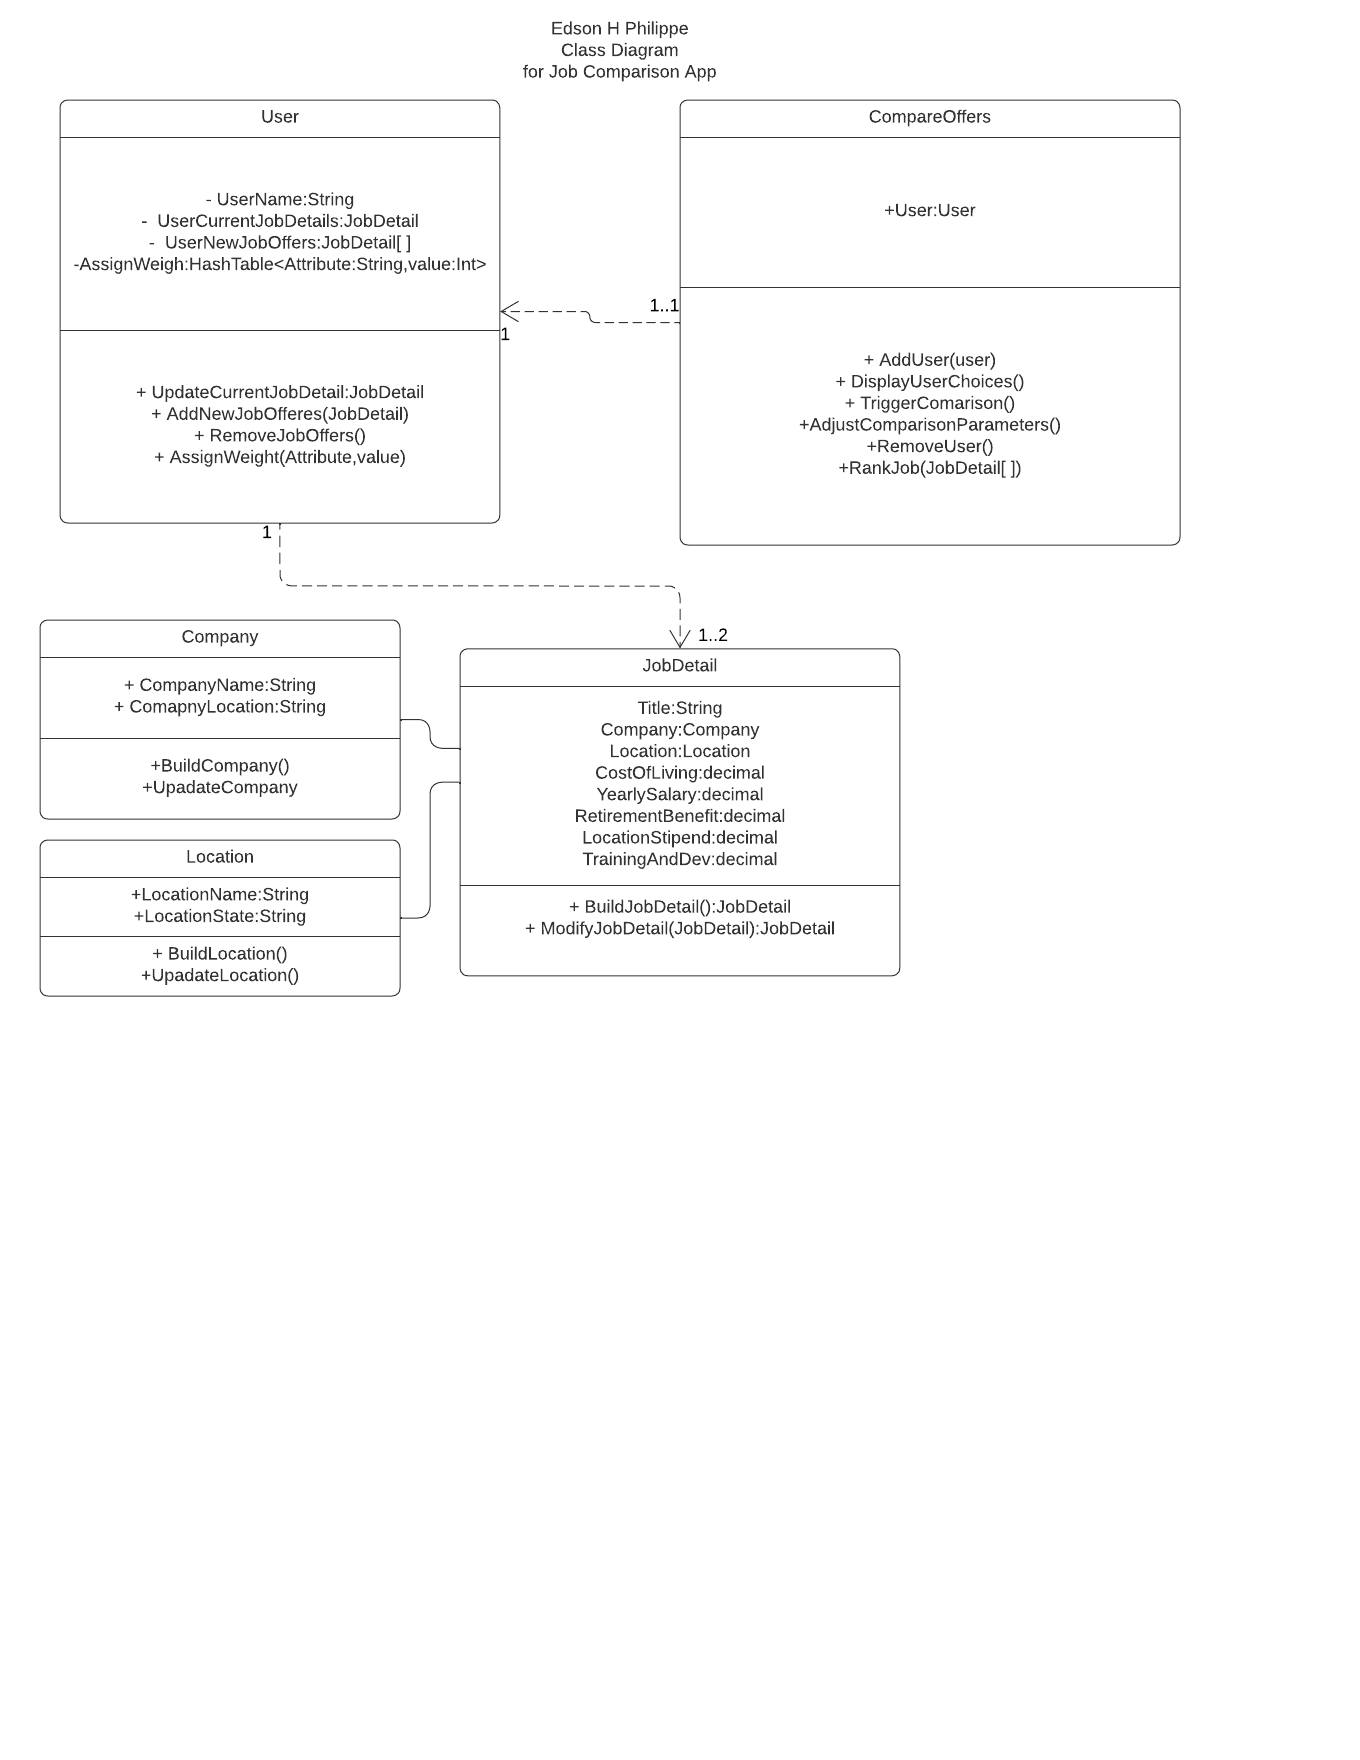 Edson H Philippe
Class Diagram
for Job Comparison App
User
- UserName:String
- UserCurrentJobDetails:JobDetail
- UserNewJobOffers:JobDetail[ ]
-AssignWeigh:HashTable<Attribute:String,value:Int>
+ UpdateCurrentJobDetail:JobDetail
+ AddNewJobOfferes(JobDetail)
+ RemoveJobOffers()
+ AssignWeight(Attribute,value)
CompareOffers
+User:User
+ AddUser(user)
+ DisplayUserChoices()
+ TriggerComarison()
+AdjustComparisonParameters()
+RemoveUser()
+RankJob(JobDetail[ ])
1..1
1
1
1..2
Company
+ CompanyName:String
+ ComapnyLocation:String
+BuildCompany()
+UpadateCompany
Location
+LocationName:String
+LocationState:String
+ BuildLocation()
+UpadateLocation()
JobDetail
Title:String
Company:Company
Location:Location
CostOfLiving:decimal
YearlySalary:decimal
RetirementBenefit:decimal
LocationStipend:decimal
TrainingAndDev:decimal
+ BuildJobDetail():JobDetail
+ ModifyJobDetail(JobDetail):JobDetail